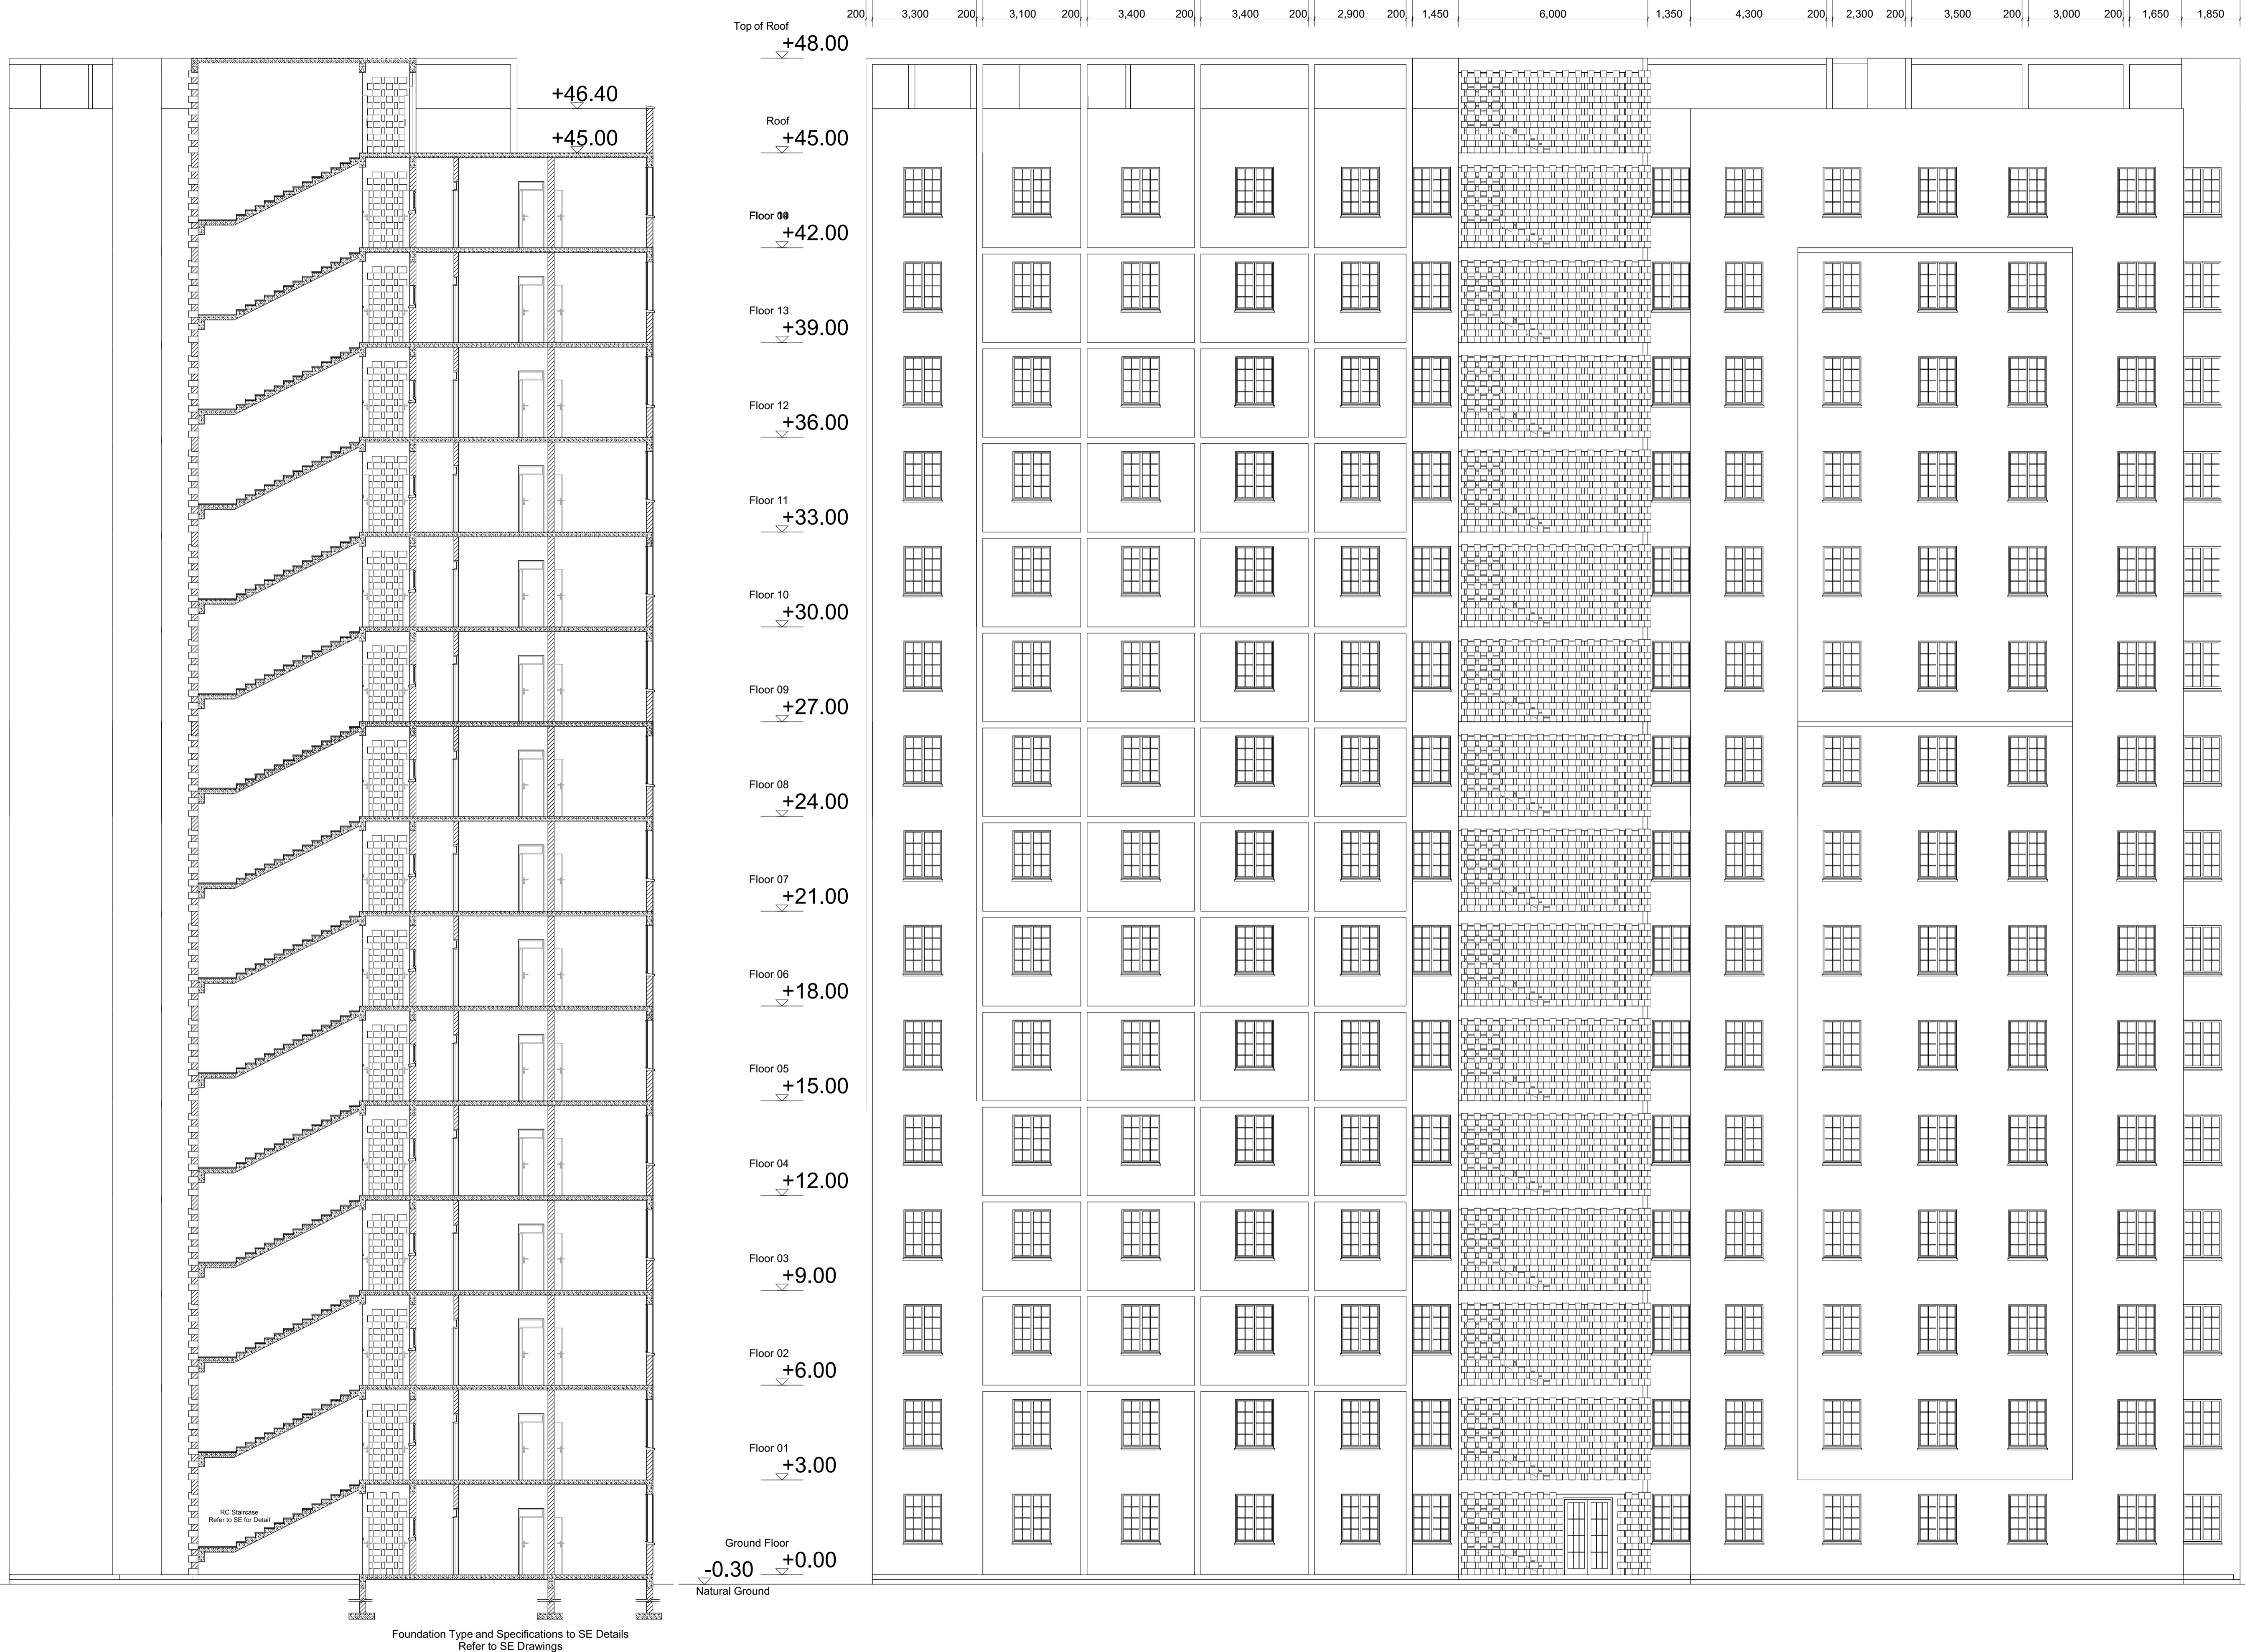 200 3,300 200 3,100 200 3,400 200 3,400 200 2,900 200 1,450 6,000 1,350 4,300 200 2,300 200 3,500 200 3,000 200 1,650 1,850
Top of Roof
+48.00
+46.40
Roof
+45.00
+45.00
+42.00
Floor 13
+39.00
Floor 12
+36.00
Floor 11
+33.00
Floor 10
+30.00
Floor 09
+27.00
Floor 08
+24.00
Floor 07
+21.00
Floor 06
+18.00
Floor 05
+15.00
Floor 04
+12.00
Floor 03
+9.00
Floor 02
+6.00
Floor 01
+3.00
RC Staircase
Refer to SE for Detail
Ground Floor
+0.00
-0.30
Natural Ground
Foundation Type and Specifications to SE Details
Refer to SE Drawings